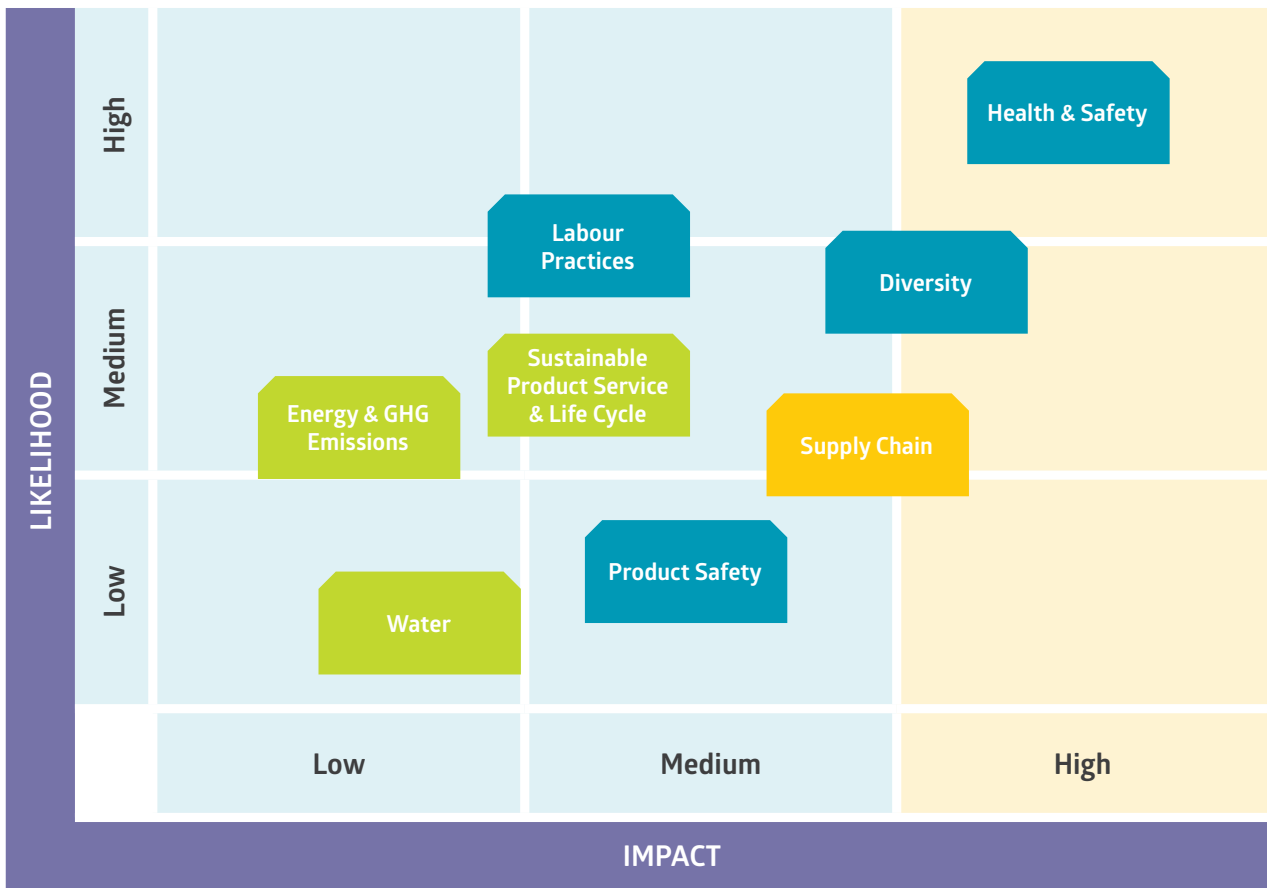 LIKELIHOOD
High
Medium
Low
Health & Safety
Labour
Practices
Diversity
Sustainable
Product Service
& Life Cycle
Energy & GHG
Emissions
Supply Chain
Product Safety
Water
Low
Medium
High
IMPACT